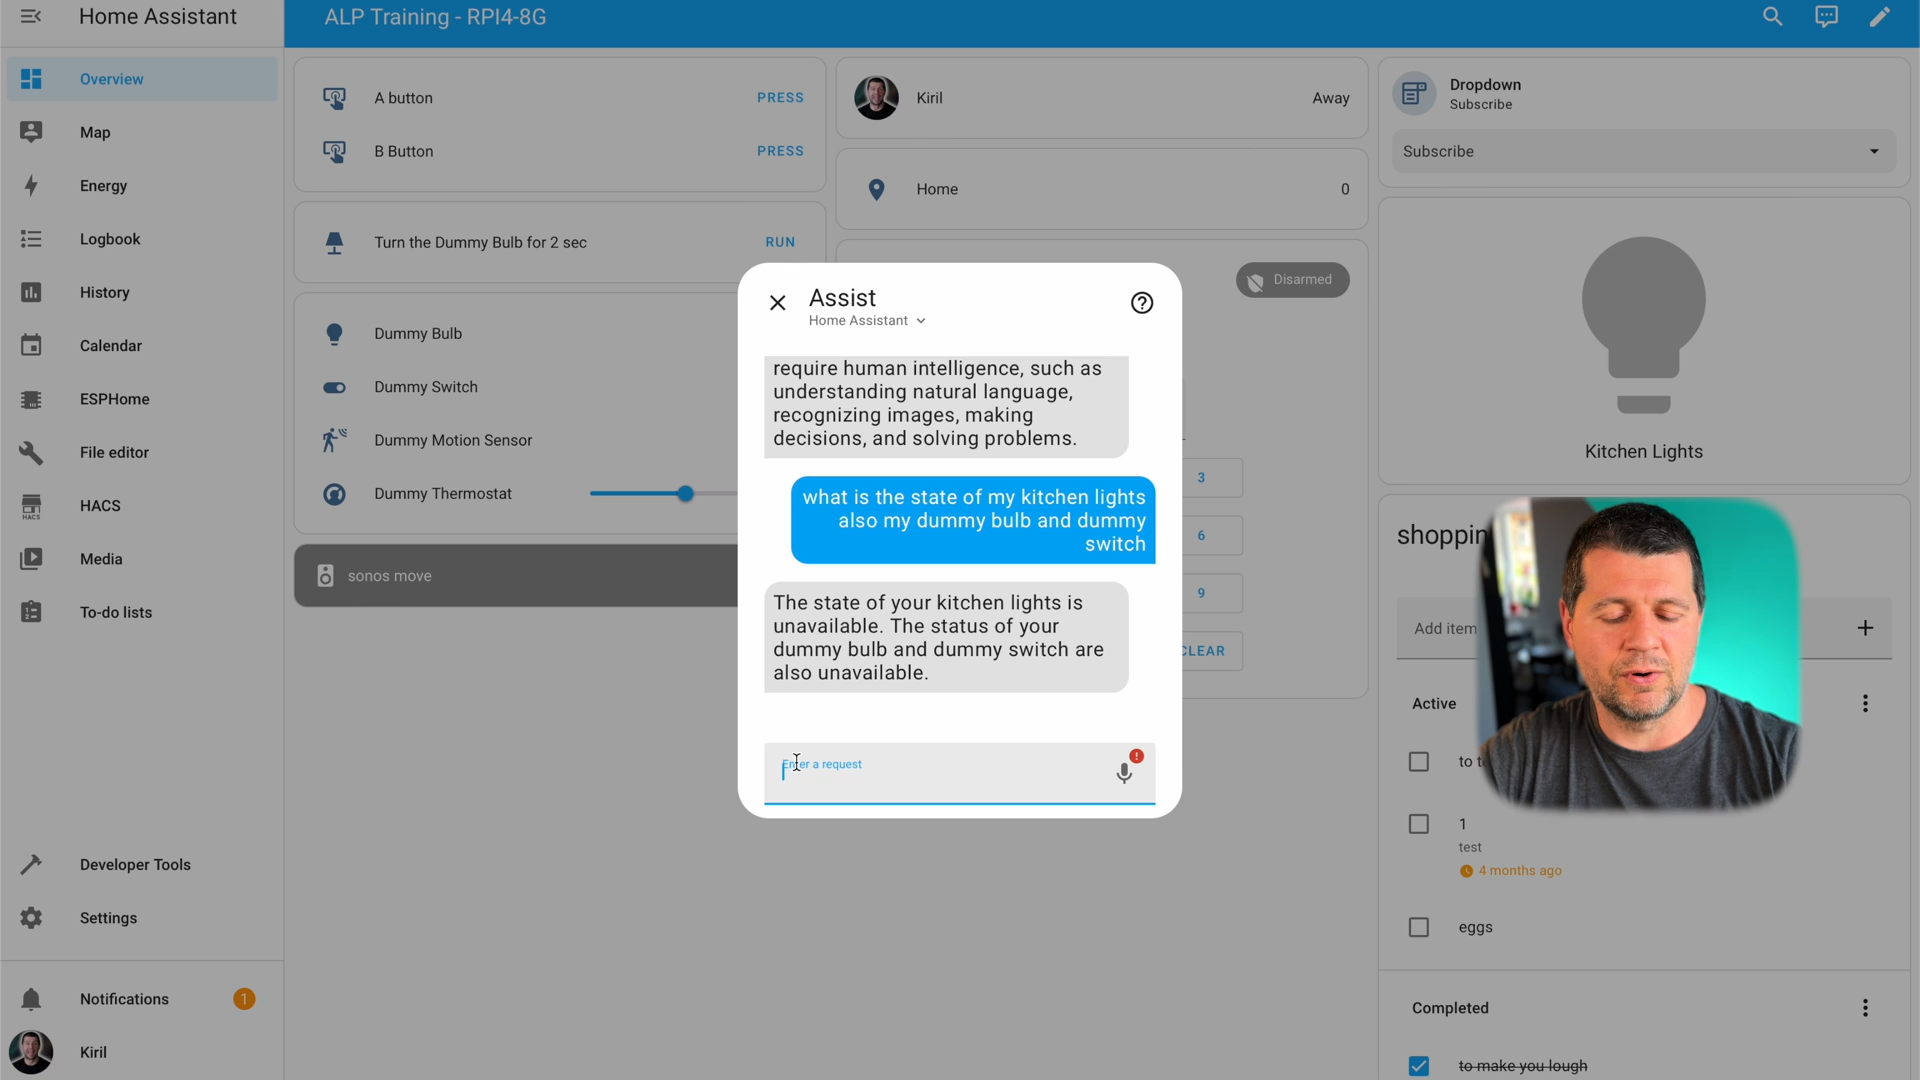 Home Assistant
ALP Training - RPI4-8G
Overview
Map
Energy
Logbook
History
Calendar
ESPHome
File editor
HACS
HACS
Media
To-do lists
Developer Tools
Settings
Notifications
1
Kiril
A button
PRESS
B Button
PRESS
Turn the Dummy Bulb for 2 sec
RUN
Dummy Bulb
Dummy Switch
Dummy Motion Sensor
Dummy Thermostat
sonos move
Kiril
Away
Home
0
Disarmed
3
6
9
CLEAR
Assist
Home Assistant
require human intelligence, such as
understanding natural language,
recognizing images, making
decisions, and solving problems.
what is the state of my kitchen lights
also my dummy bulb and dummy
switch
The state of your kitchen lights is
unavailable. The status of your
dummy bulb and dummy switch are
also unavailable.
Enter a request
Dropdown
Subscribe
Subscribe
Kitchen Lights
shoppin
Add item
Active
to t
1
test
4 months ago
eggs
Completed
to make you lough